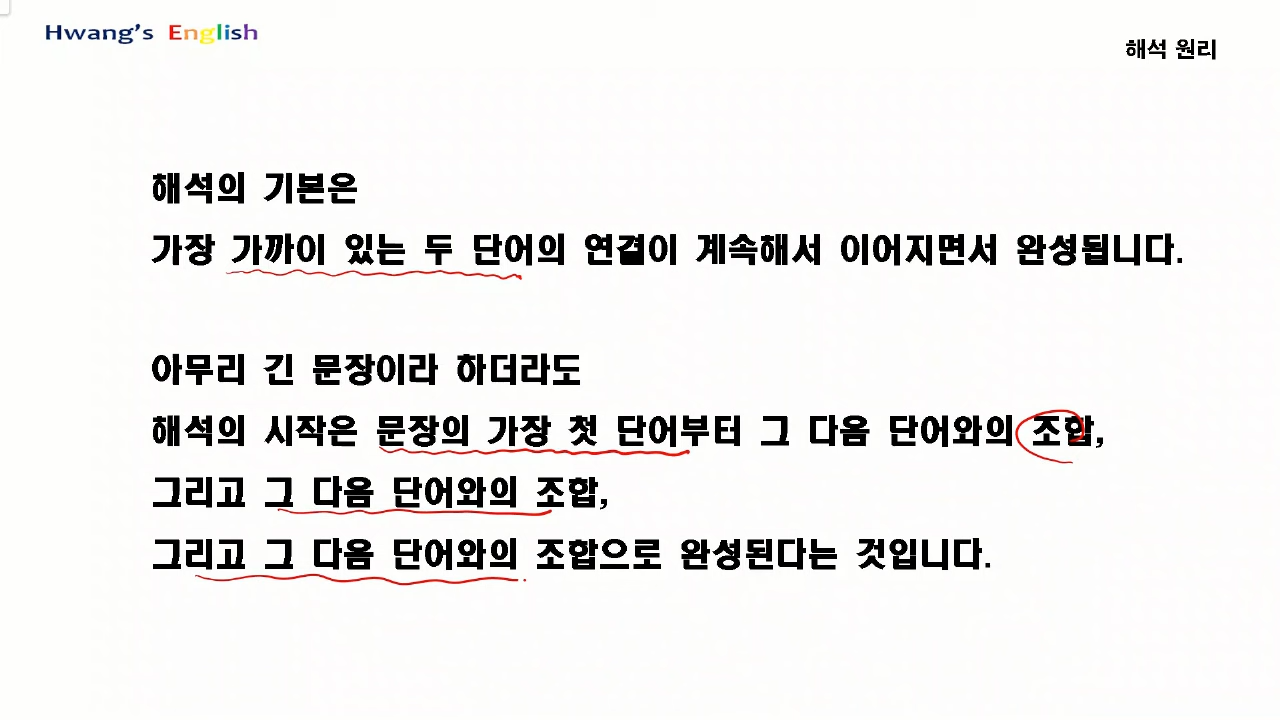 Hwang's English
해석 원리
해석의 기본은
가장 가까이 있는 두 단어의 연결이 계속해서 이어지면서 완성됩니다.
아무리 긴 문장이라 하더라도
해석의 시작은 문장의 가장 첫 단어부터 그 다음 단어와의 조합,
그리고 그 다음 단어와의 조합,
그리고 그 다음 단어와의 조합으로 완성된다는 것입니다.